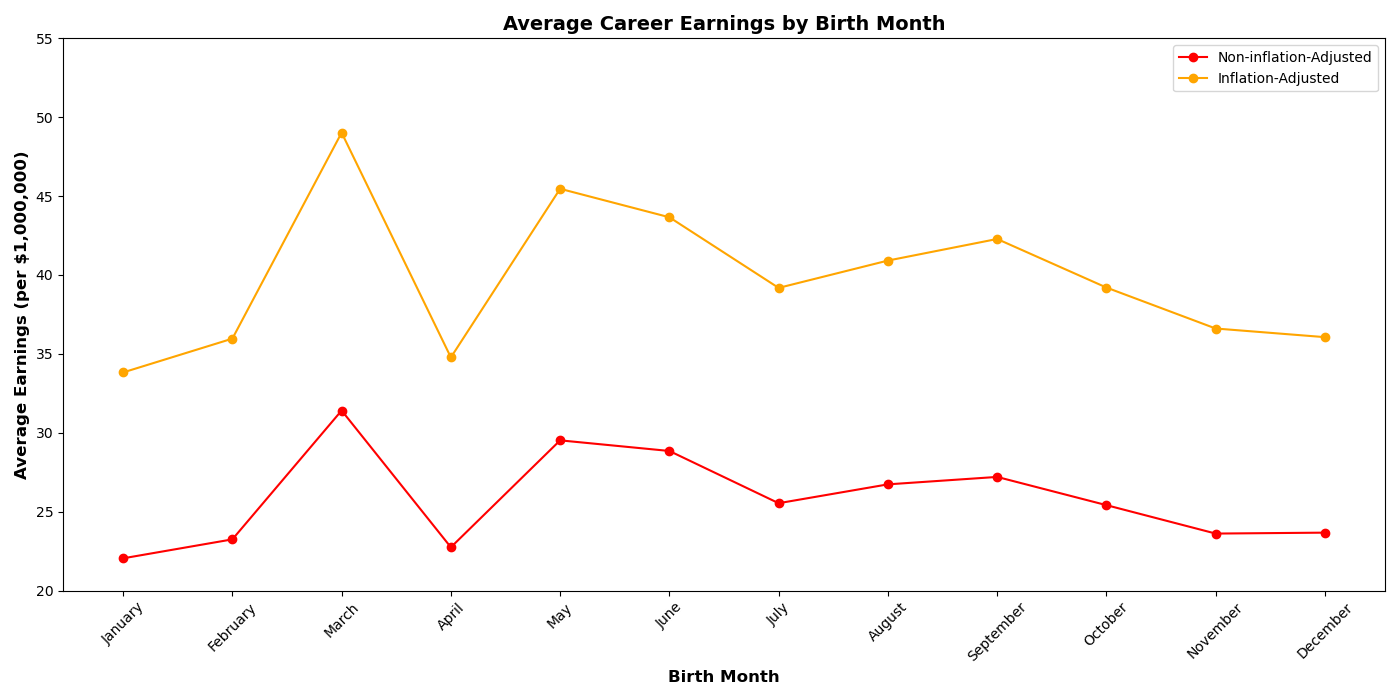 Average Career Earnings by Birth Month
Non-inflation-Adjusted
Inflation-Adjusted
Average Earnings (per $1,000,000)
55
50
45
40
35
30
25
20
January
February
March
April
May
June
July
August
September
October
November
December
Birth Month